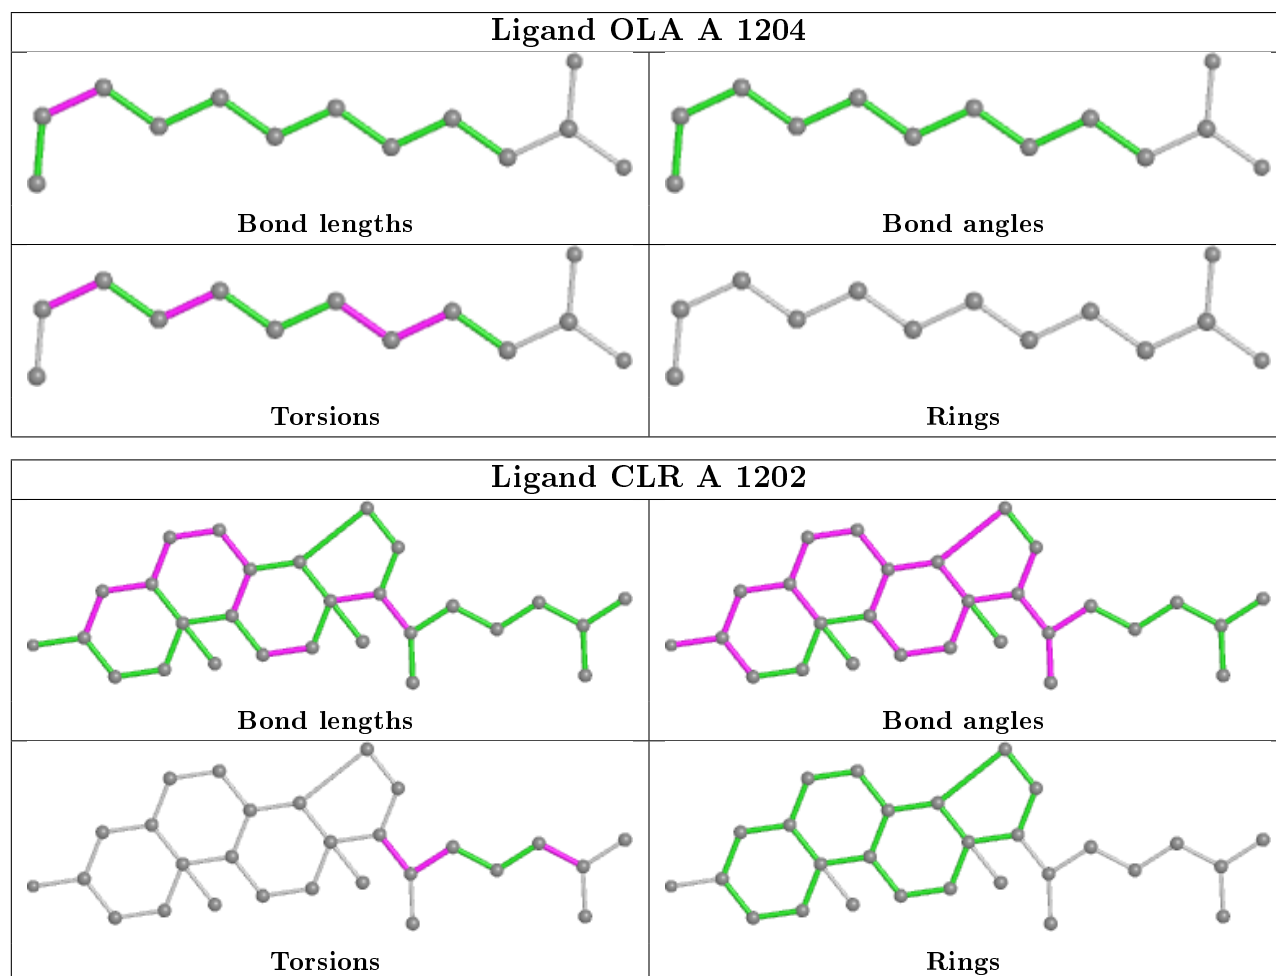 Ligand OLA A 1204
Bond lengths
Bond angles
Torsions
Rings
Ligand CLR A 1202
Bond lengths
Bond angles
Torsions
Rings